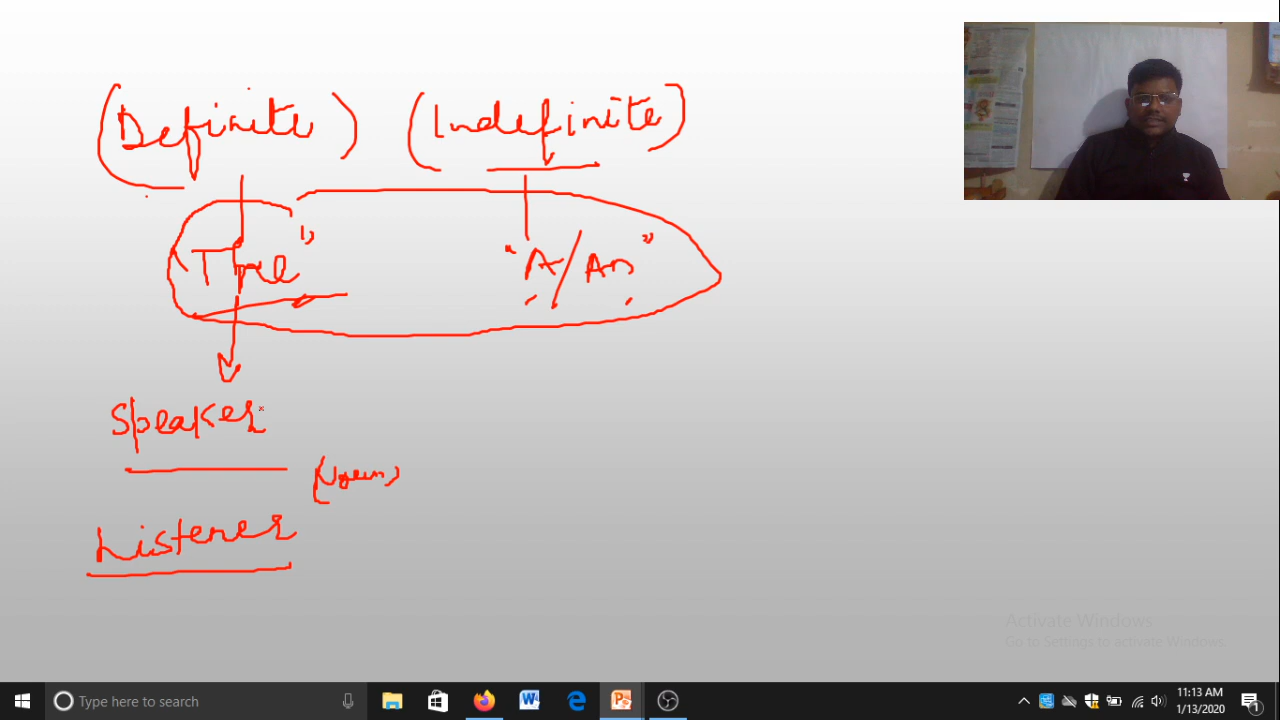 (Definite) (Indefinite)
The" "A/An"
Speaker
(Noun)
Listener
Activate Windows
Go to Settings to activate Windows
Type here to search
11:13 AM
1/13/2020